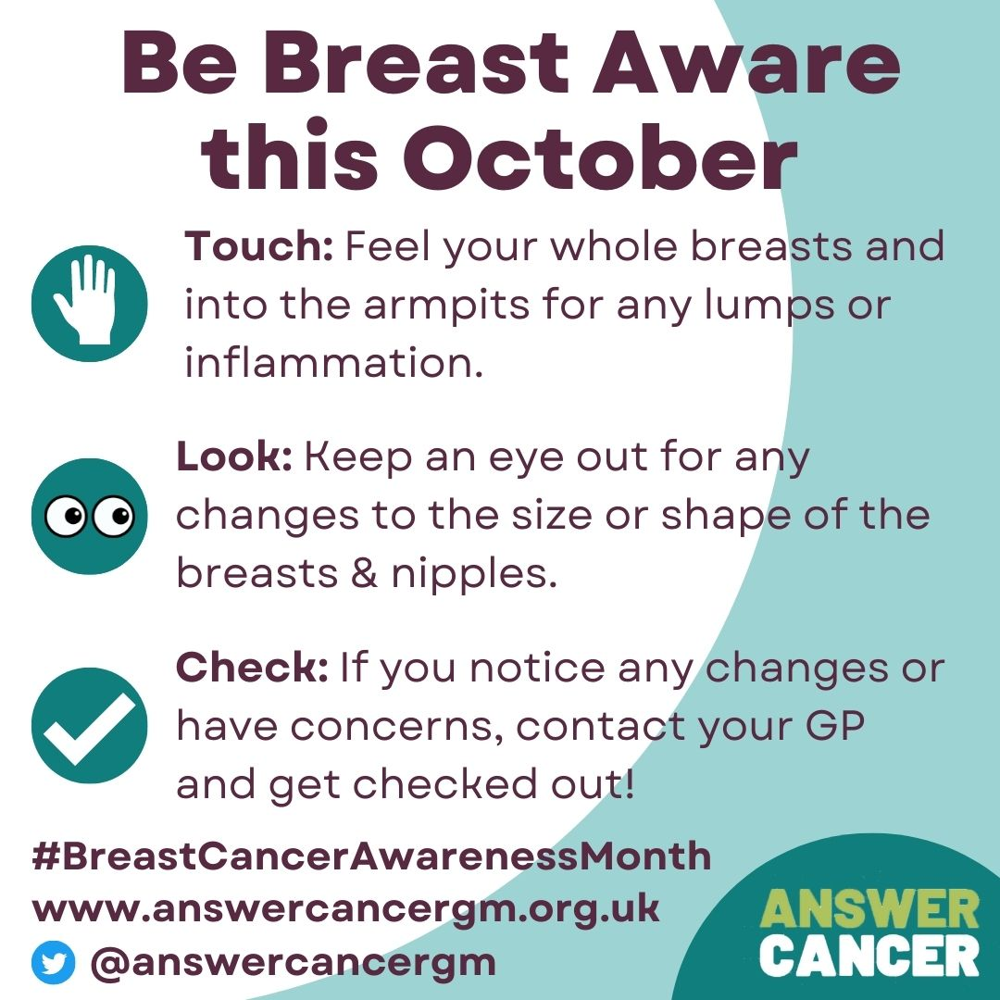 Be Breast Aware
this October
Touch: Feel your whole breasts and
into the armpits for any lumps or
inflammation.
Look: Keep an eye out for any
changes to the size or shape of the
breasts & nipples.
Check: If you notice any changes or
have concerns, contact your GP
and get checked out!
#BreastCancerAwarenessMonth
www.answercancergm.org.uk
@answercancergm
ANSWER
CANCER